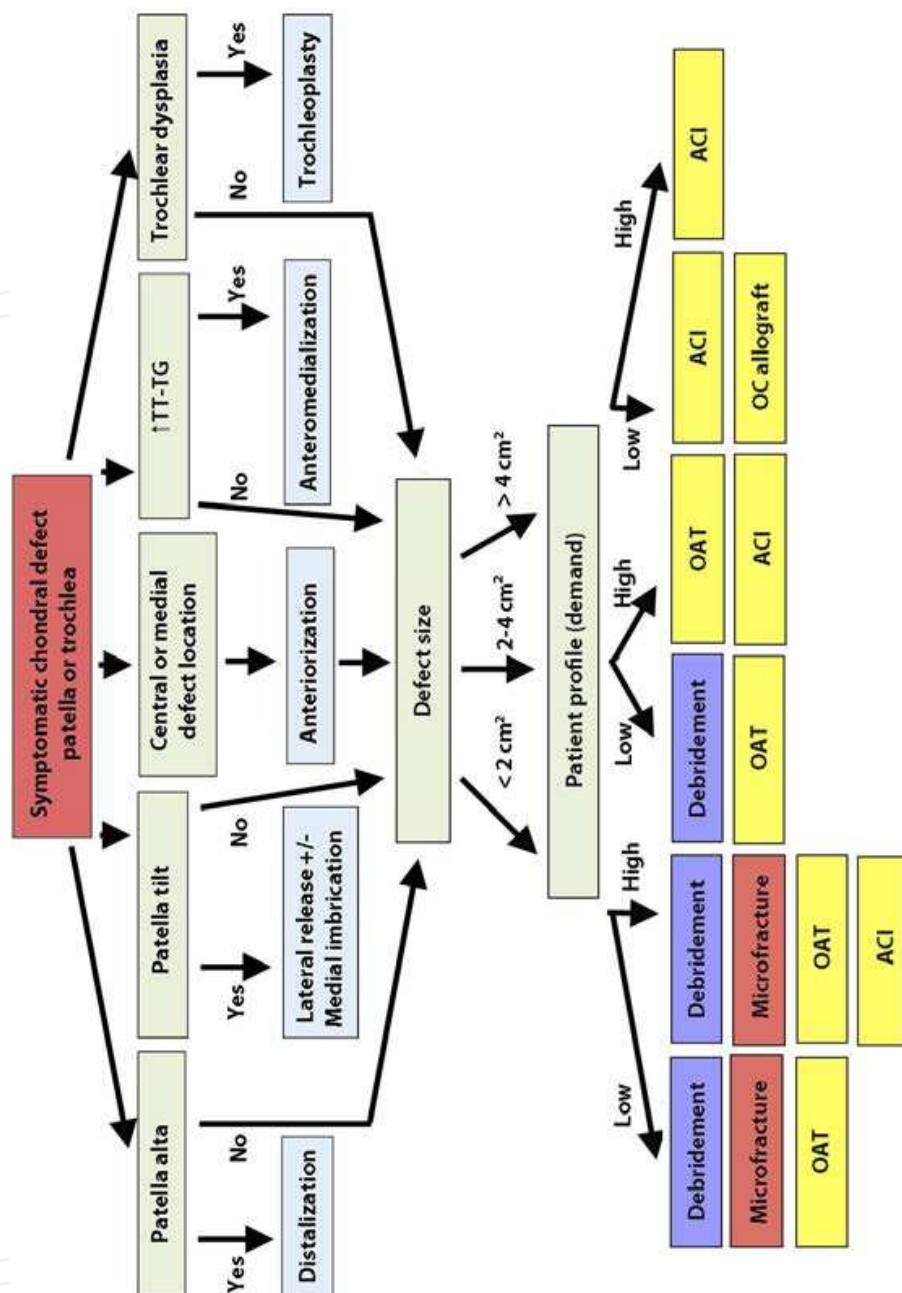 Symptomatic chondral defect
patella or trochlea
Patella alta
Patella tilt
Central or medial
defect location
↑TT-TG
Trochlear dysplasia
Yes
No
Yes
No
No
Yes
No
Yes
Distalization
Lateral release +/-
Medial imbrication
Anteriorization
Anteromedialization
Trochleoplasty
Defect size
< 2 cm²
2-4 cm²
> 4 cm²
Patient profile (demand)
Low
High
Low
High
Low
High
Debridement
Microfracture
OAT
Debridement
Microfracture
OAT
ACI
Debridement
OAT
OAT
ACI
ACI
OC allograft
ACI